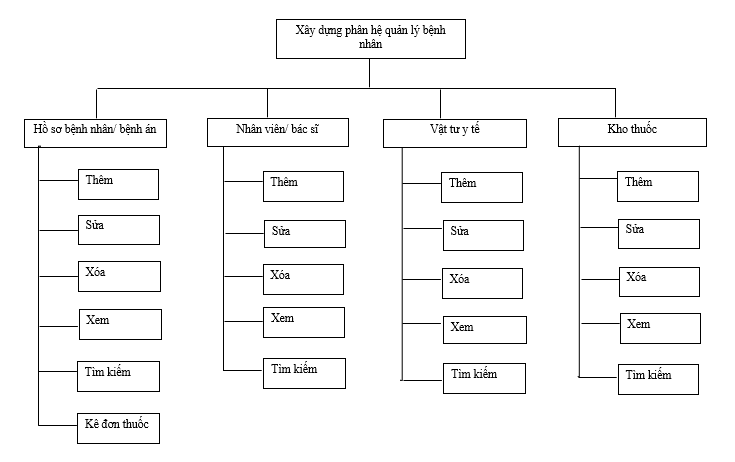 Xây dựng phân hệ quản lý bệnh
nhân
Hồ sơ bệnh nhân/ bệnh án
Thêm
Sửa
Xóa
Xem
Tìm kiếm
Kê đơn thuốc
Nhân viên/ bác sĩ
Thêm
Sửa
Xóa
Xem
Tìm kiếm
Vật tư y tế
Thêm
Sửa
Xóa
Xem
Tìm kiếm
Kho thuốc
Thêm
Sửa
Xóa
Xem
Tìm kiếm